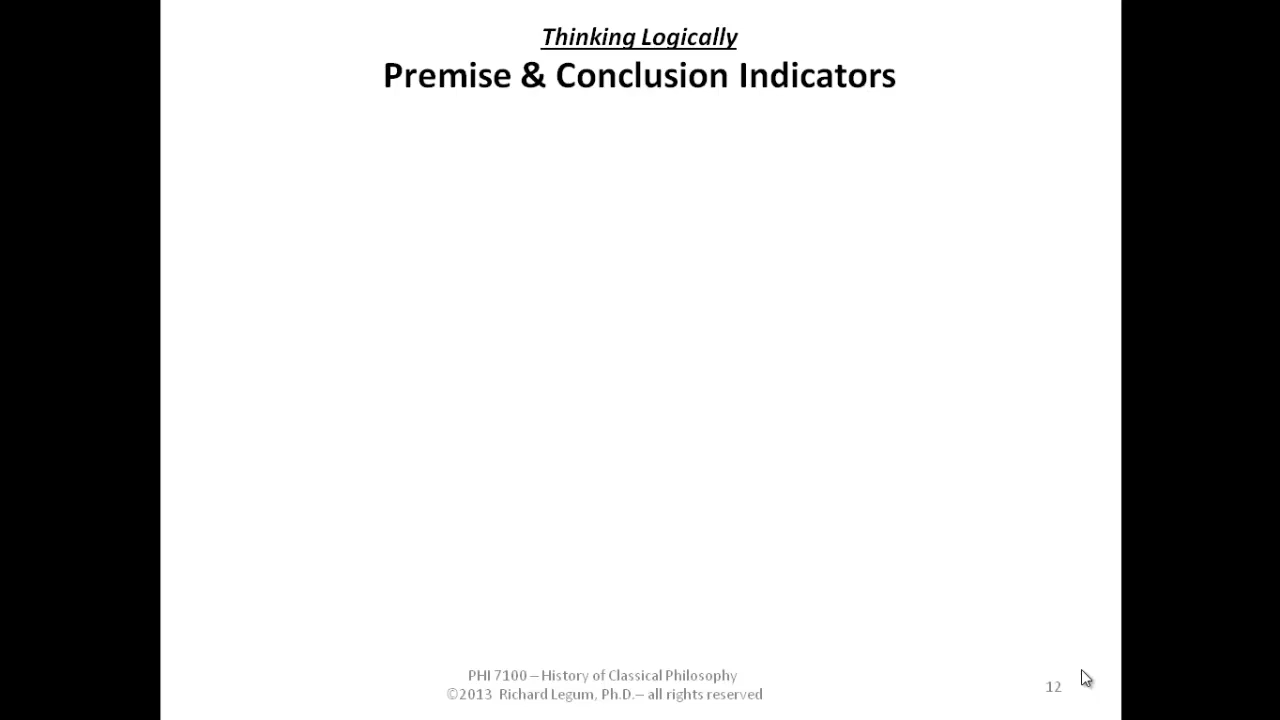 Thinking Logically
Premise & Conclusion Indicators
PHI 7100 – History of Classical Philosophy
©2013  Richard Legum, Ph.D.– all rights reserved
12